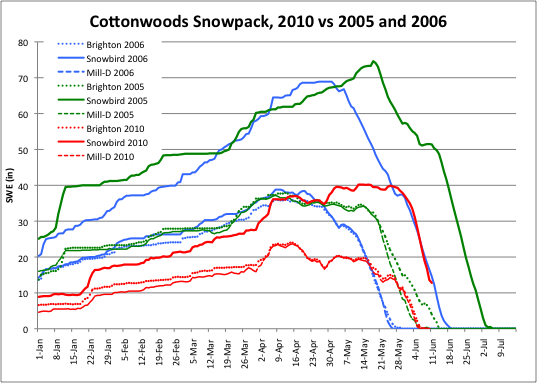 Cottonwoods Snowpack, 2010 vs 2005 and 2006
80
70
60
50
40
30
20
10
0
SWE (in)
Brighton 2006
Snowbird 2006
Mill-D 2006
Brighton 2005
Snowbird 2005
Mill-D 2005
Brighton 2010
Snowbird 2010
Mill-D 2010
1-Jan
8-Jan
15-Jan
22-Jan
29-Jan
5-Feb
12-Feb
19-Feb
26-Feb
5-Mar
12-Mar
19-Mar
26-Mar
2-Apr
9-Apr
16-Apr
23-Apr
30-Apr
7-May
14-May
21-May
28-May
4-Jun
11-Jun
18-Jun
25-Jun
2-Jul
9-Jul